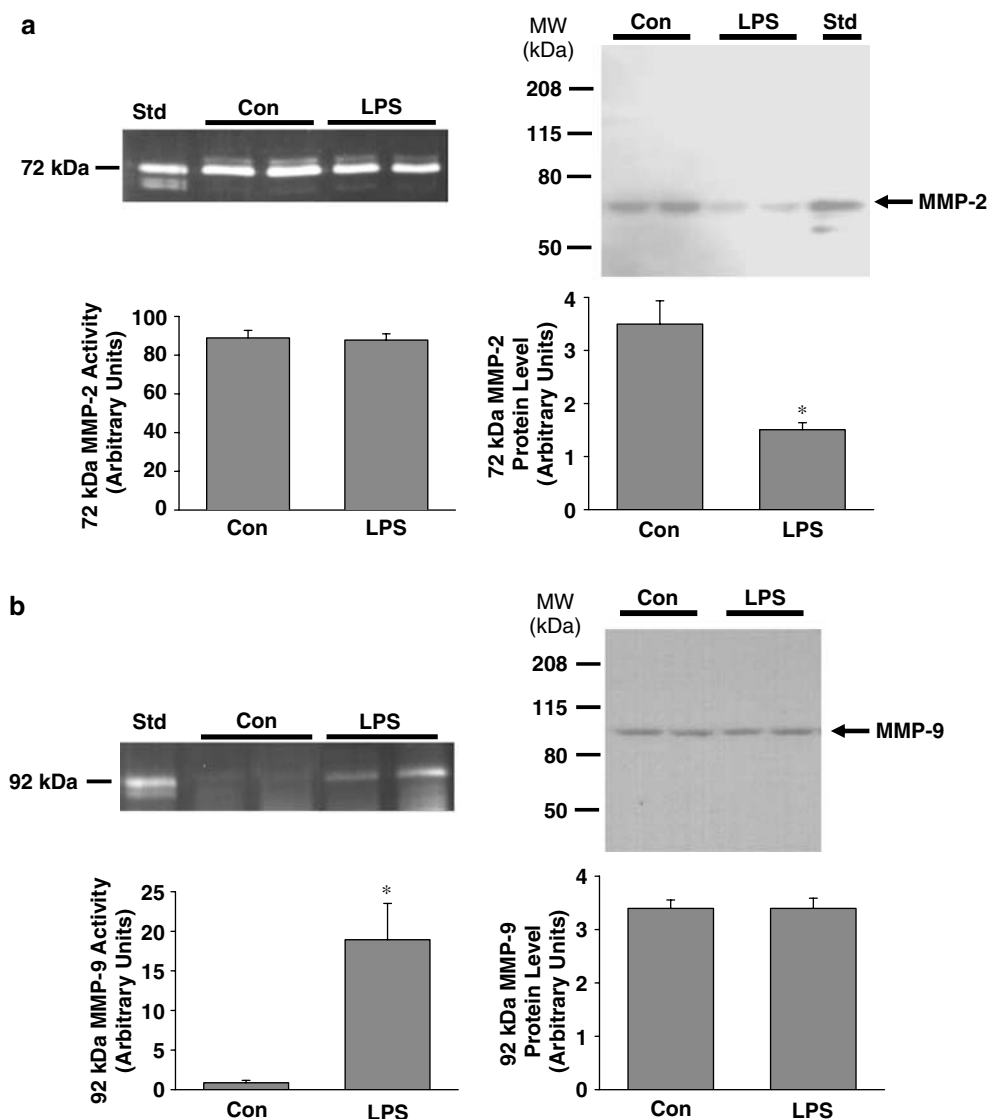 a
Std
Con
LPS
72 kDa
MW
(kDa)
Con
LPS
Std
208
115
80
50
MMP-2
72 kDa MMP-2 Activity
(Arbitrary Units)
100
80
60
40
20
0
Con
LPS
72 kDa MMP-2
Protein Level
(Arbitrary Units)
4
3
2
1
0
*
Con
LPS
b
Std
Con
LPS
92 kDa
MW
(kDa)
Con
LPS
208
115
80
50
MMP-9
92 kDa MMP-9 Activity
(Arbitrary Units)
25
20
15
10
5
0
*
Con
LPS
92 kDa MMP-9
Protein Level
(Arbitrary Units)
4
3
2
1
0
Con
LPS